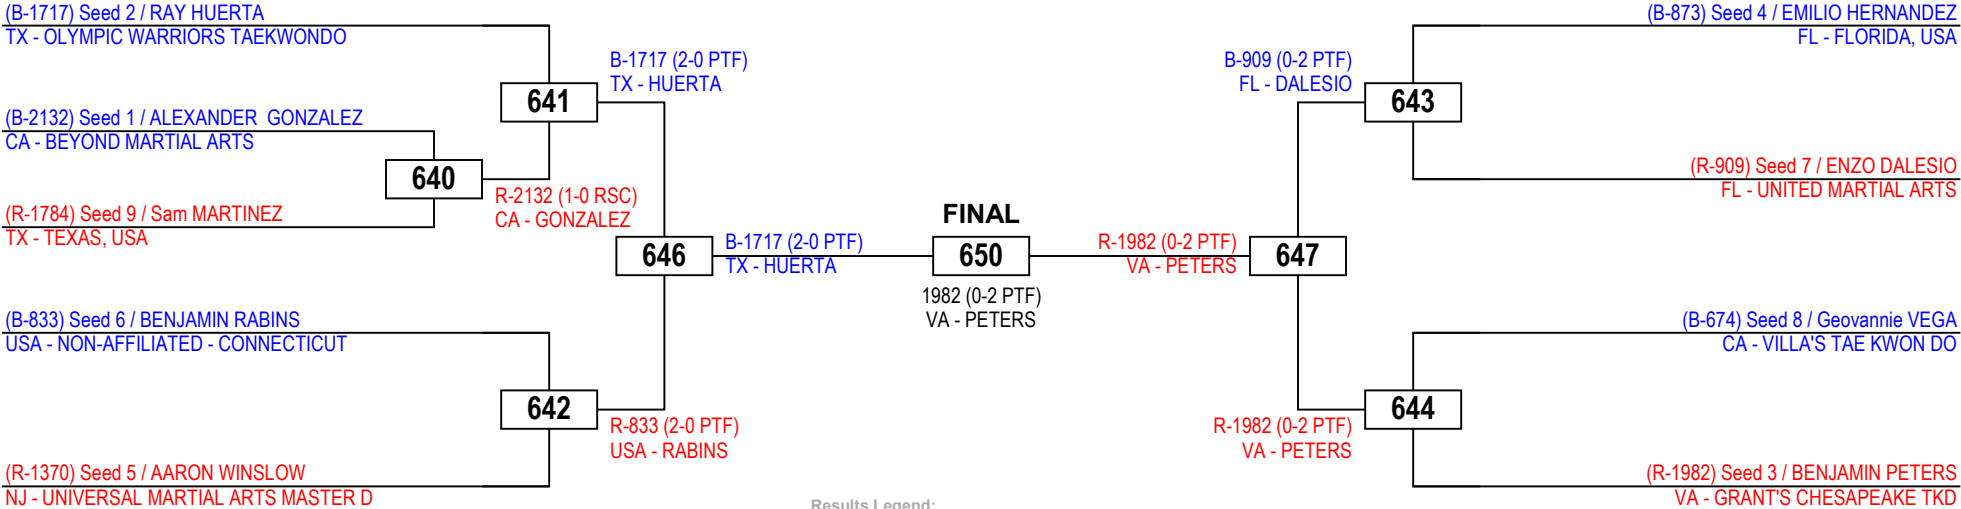 (B-1717) Seed 2 / RAY HUERTA
TX - OLYMPIC WARRIORS TAEKWONDO
(B-2132) Seed 1 / ALEXANDER  GONZALEZ
CA - BEYOND MARTIAL ARTS
(R-1784) Seed 9 / Sam MARTINEZ
TX - TEXAS, USA
(B-833) Seed 6 / BENJAMIN RABINS
USA - NON-AFFILIATED - CONNECTICUT
(R-1370) Seed 5 / AARON WINSLOW
NJ - UNIVERSAL MARTIAL ARTS MASTER D
640
641
642
R-2132 (1-0 RSC)
CA - GONZALEZ
B-1717 (2-0 PTF)
TX - HUERTA
R-833 (2-0 PTF)
USA - RABINS
646
B-1717 (2-0 PTF)
TX - HUERTA
FINAL
650
1982 (0-2 PTF)
VA - PETERS
R-1982 (0-2 PTF)
VA - PETERS
647
B-909 (0-2 PTF)
FL - DALESIO
R-1982 (0-2 PTF)
VA - PETERS
643
644
(B-873) Seed 4 / EMILIO HERNANDEZ
FL - FLORIDA, USA
(R-909) Seed 7 / ENZO DALESIO
FL - UNITED MARTIAL ARTS
(B-674) Seed 8 / Geovannie VEGA
CA - VILLA'S TAE KWON DO
(R-1982) Seed 3 / BENJAMIN PETERS
VA - GRANT'S CHESAPEAKE TKD
Results Legend: